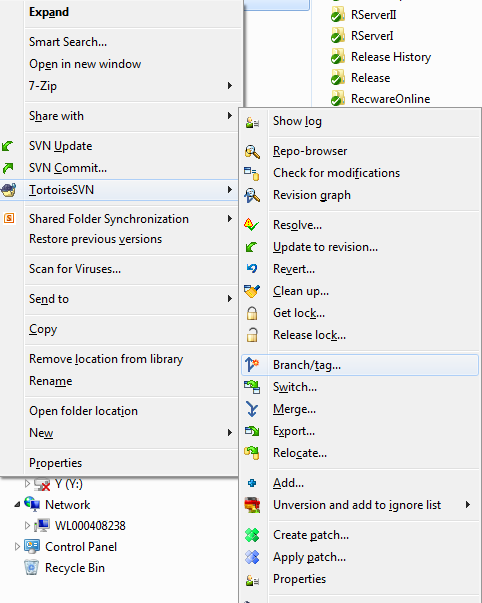 Expand
Smart Search...
Open in new window
7-Zip
Share with
SVN Update
SVN Commit...
TortoiseSVN
Shared Folder Synchronization
Restore previous versions
Scan for Viruses...
Send to
Copy
Remove location from library
Rename
Open folder location
New
Properties
Y (Y:)
Network
WL000408238
Control Panel
Recycle Bin
RServerII
RServerI
Release History
Release
RecwareOnline
Show log
Repo-browser
Check for modifications
Revision graph
Resolve...
Update to revision...
Revert...
Clean up...
Get lock...
Release lock...
Branch/tag...
Switch...
Merge...
Export...
Relocate...
Add...
Unversion and add to ignore list
Create patch...
Apply patch...
Properties